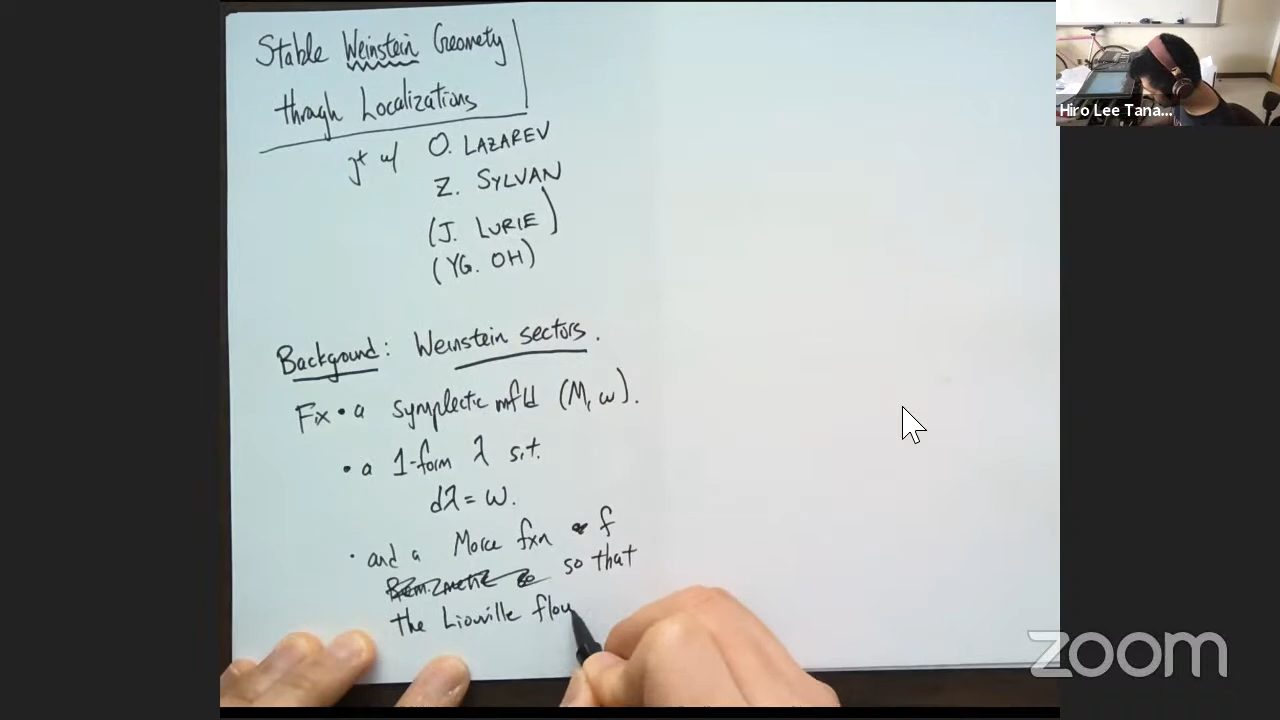 Stable Weinstein Geometry
through Localizations
jt w/ O. LAZAREV
Z. SYLVAN
(J. LURIE)
(YG. OH)
Background: Weinstein sectors.
Fix • a symplectic mfld (M, ω).
• a 1-form λ s.t.
dλ = ω.
• and a Morse fxn f
so that
the Liouville flow
Hiro Lee Tana...
zoom